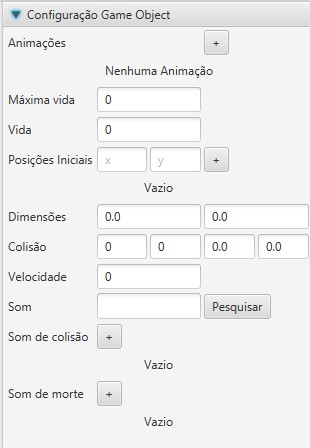 Configuração Game Object
Animações +
Nenhuma Animação
Máxima vida 0
Vida 0
Posições Iniciais x y +
Vazio
Dimensões 0.0 0.0
Colisão 0 0 0.0 0.0
Velocidade 0
Som Pesquisar
Som de colisão +
Vazio
Som de morte +
Vazio